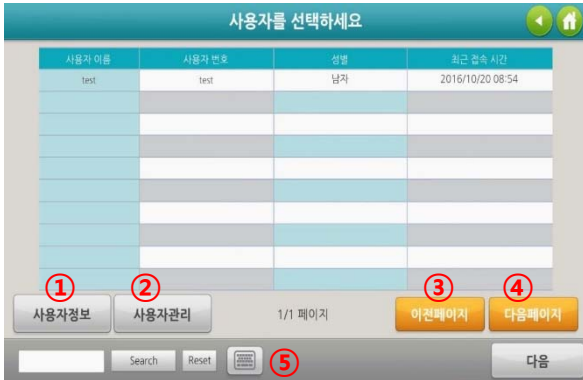 사용자를 선택하세요
사용자 이름 사용자 번호 성별 최근 접속 시간
test test 남자 2016/10/20 08:54
① ② ③ ④
사용자정보 사용자관리 1/1 페이지 이전페이지 다음페이지
Search Reset ⑤ 다음